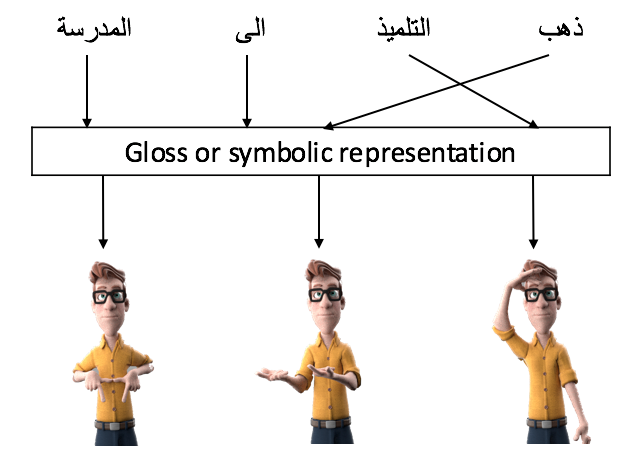 ذهب التلميذ الى المدرسة
Gloss or symbolic representation